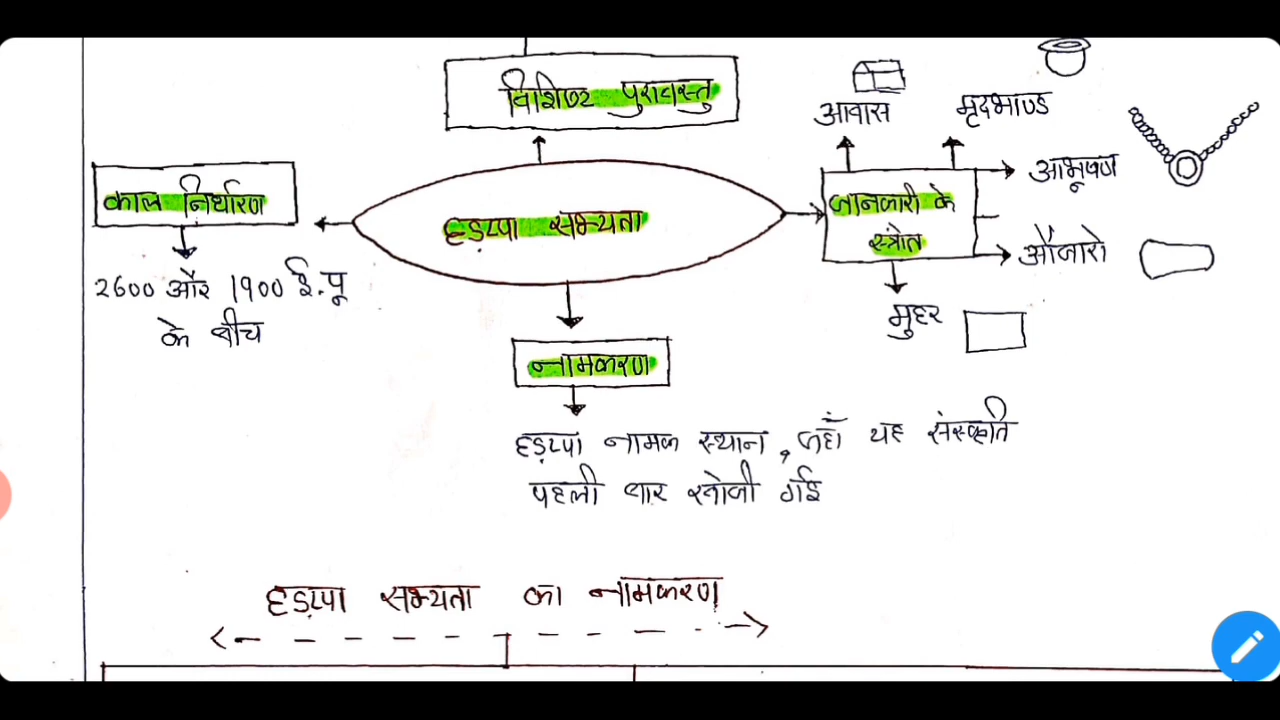 विशिष्ट पुरावस्तु
आवास
मृदभाण्ड
काल निर्धारण
हड़प्पा सभ्यता
जानकारी के
स्त्रोत
आभूषण
औजारों
2600 और 1900 ई.पू
के बीच
मुहर
नामकरण
हड़प्पा नामक स्थान, जहाँ यह संस्कृति
पहली बार खोजी गई
हड़प्पा सभ्यता का नामकरण